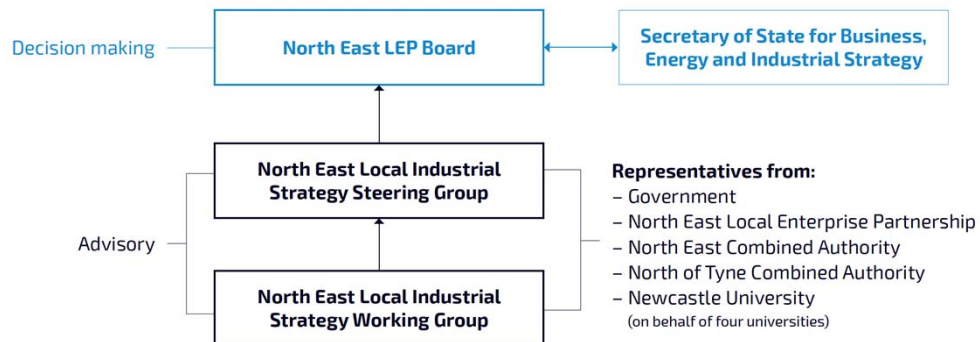 Decision making
North East LEP Board
Secretary of State for Business,
Energy and Industrial Strategy
North East Local Industrial
Strategy Steering Group
Advisory
North East Local Industrial
Strategy Working Group
Representatives from:
– Government
– North East Local Enterprise Partnership
– North East Combined Authority
– North of Tyne Combined Authority
– Newcastle University
(on behalf of four universities)